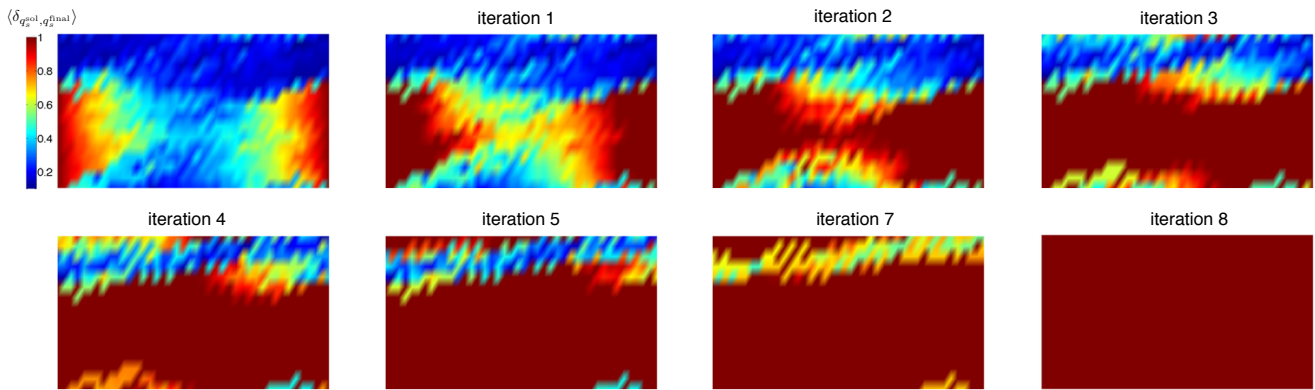 ⟨δ_{q_s^{sol}, q_s^{final}}⟩
iteration 1
iteration 2
iteration 3
1
0.8
0.6
0.4
0.2
iteration 4
iteration 5
iteration 7
iteration 8